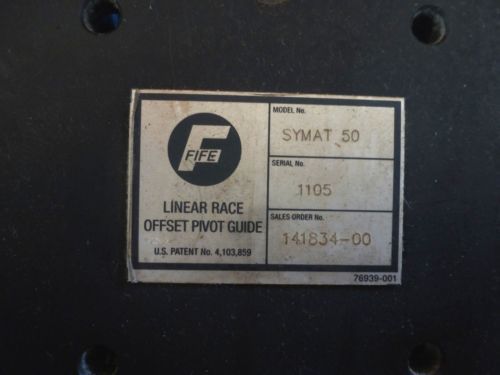 F
FIFE
LINEAR RACE
OFFSET PIVOT GUIDE
U.S. PATENT No. 4,103,859
MODEL No.
SYMAT 50
SERIAL No.
1105
SALES ORDER No.
141834-00
76939-001